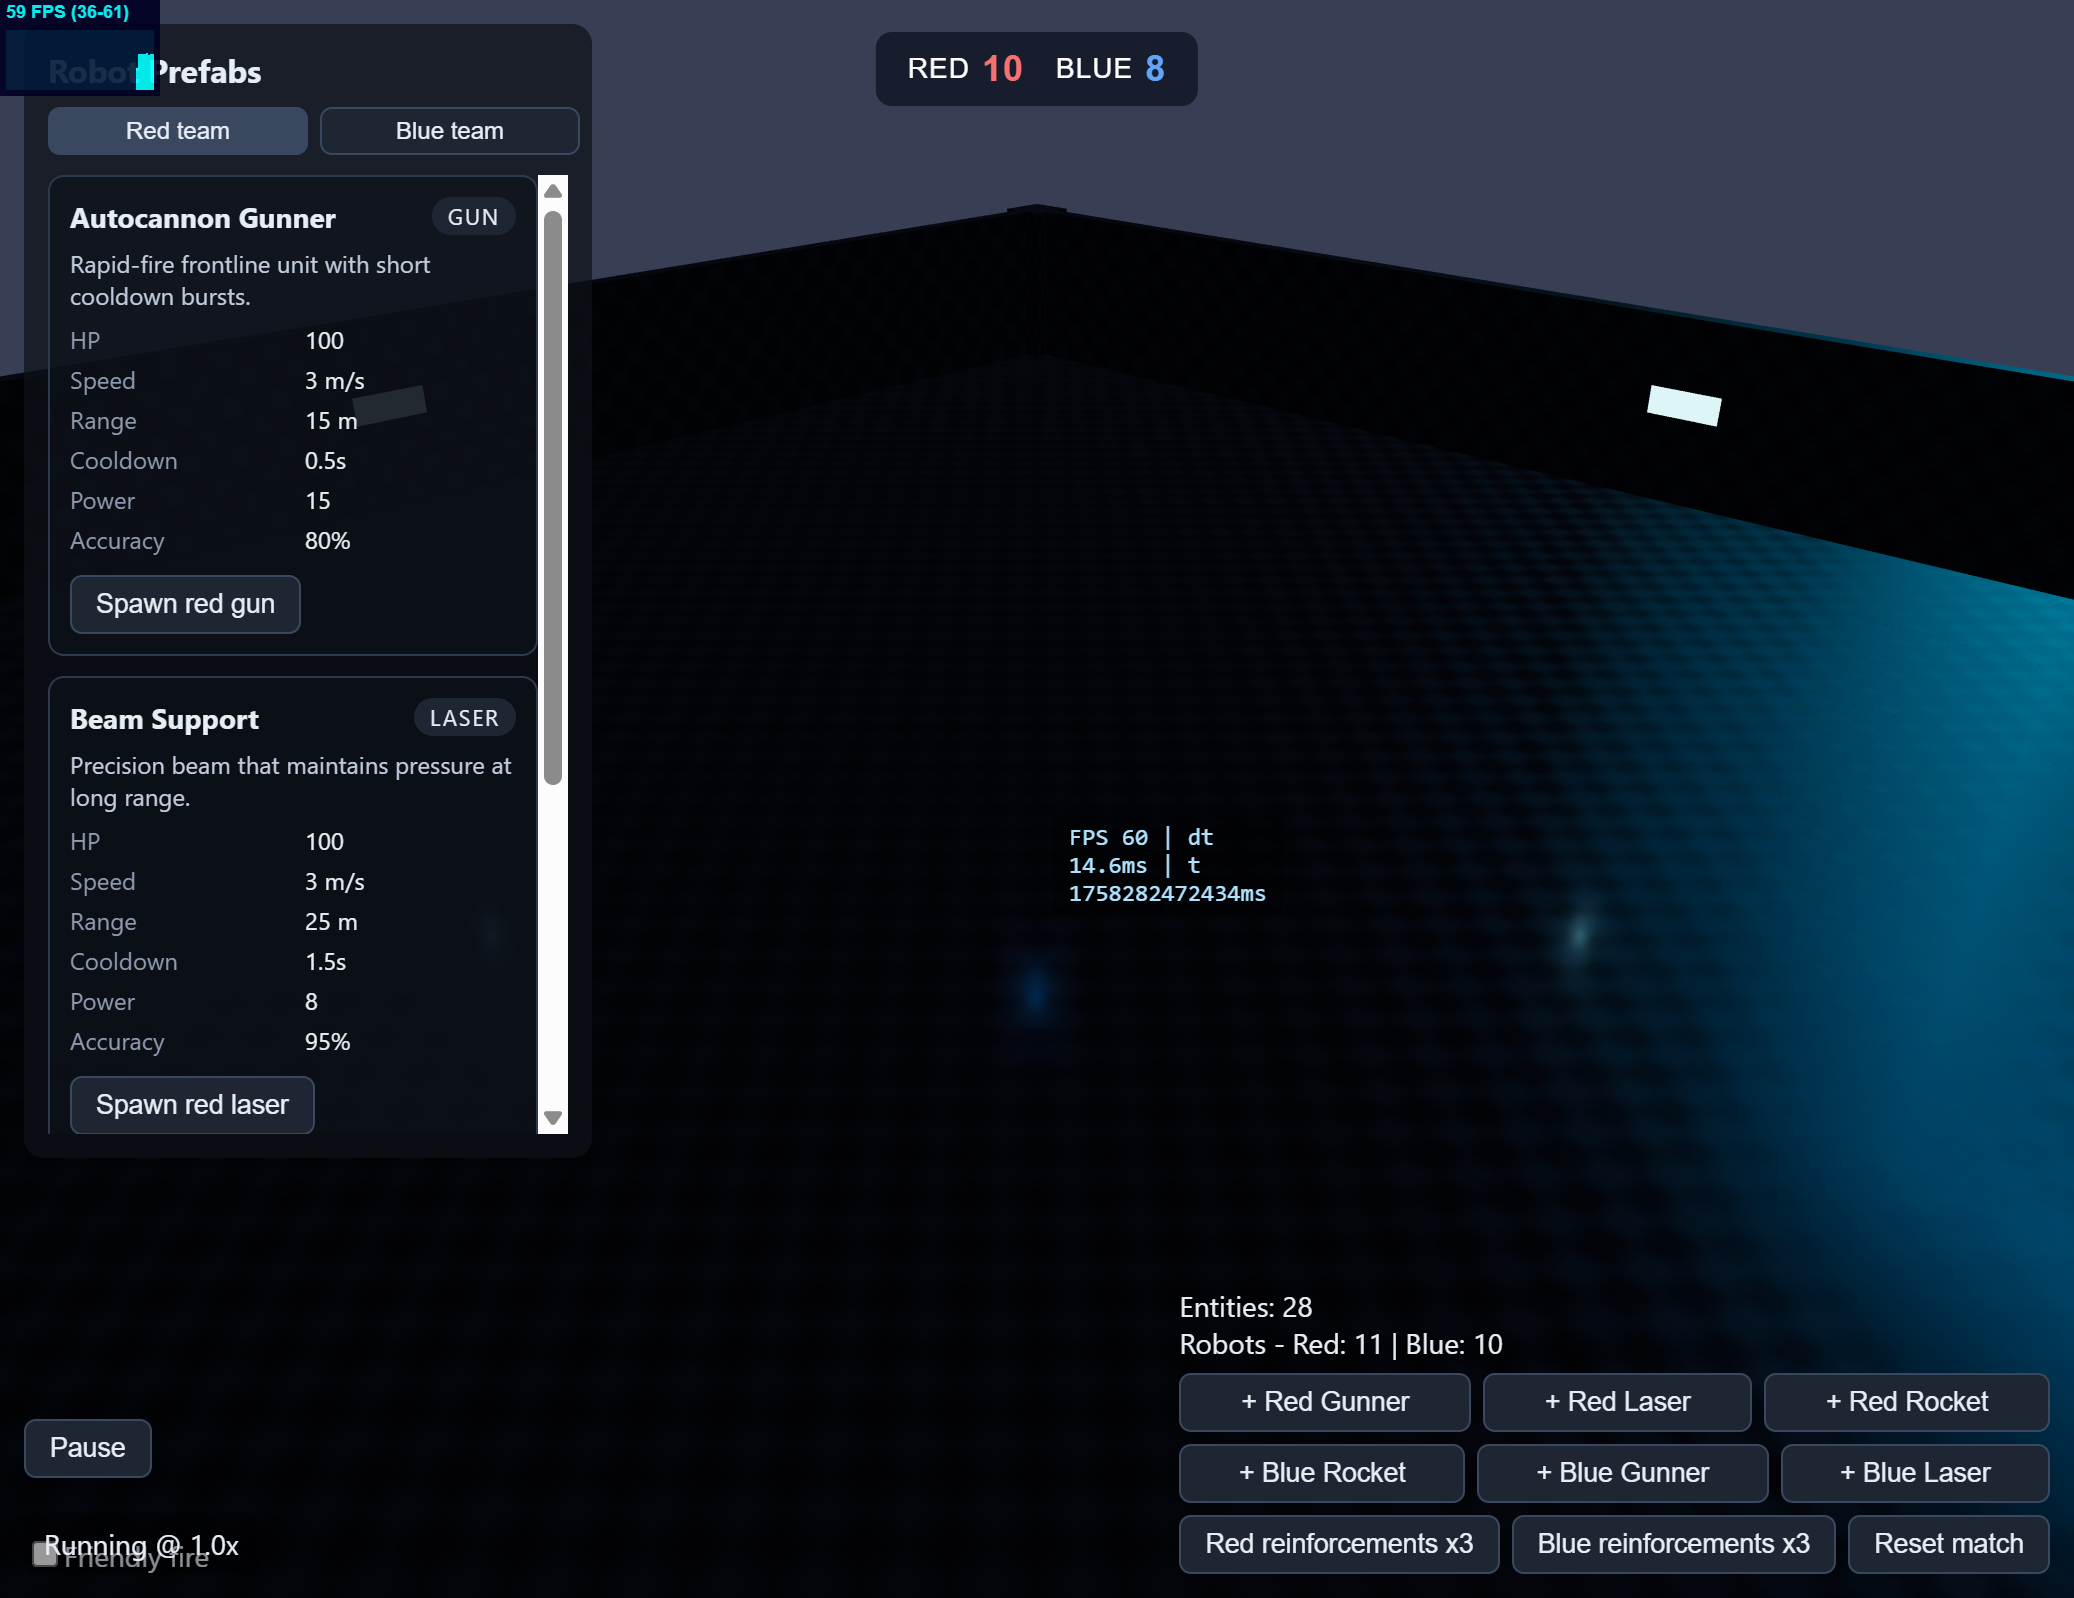 59 FPS (36-61)
Robot Prefabs
Red team
Blue team
RED 10 BLUE 8
Autocannon Gunner
GUN
Rapid-fire frontline unit with short
cooldown bursts.
HP 100
Speed 3 m/s
Range 15 m
Cooldown 0.5s
Power 15
Accuracy 80%
Spawn red gun
Beam Support
LASER
Precision beam that maintains pressure at
long range.
HP 100
Speed 3 m/s
Range 25 m
Cooldown 1.5s
Power 8
Accuracy 95%
Spawn red laser
FPS 60 | dt
14.6ms | t
1758282472434ms
Entities: 28
Robots - Red: 11 | Blue: 10
+ Red Gunner
+ Red Laser
+ Red Rocket
+ Blue Rocket
+ Blue Gunner
+ Blue Laser
Red reinforcements x3
Blue reinforcements x3
Reset match
Pause
Running @ 1.0x
Friendly fire